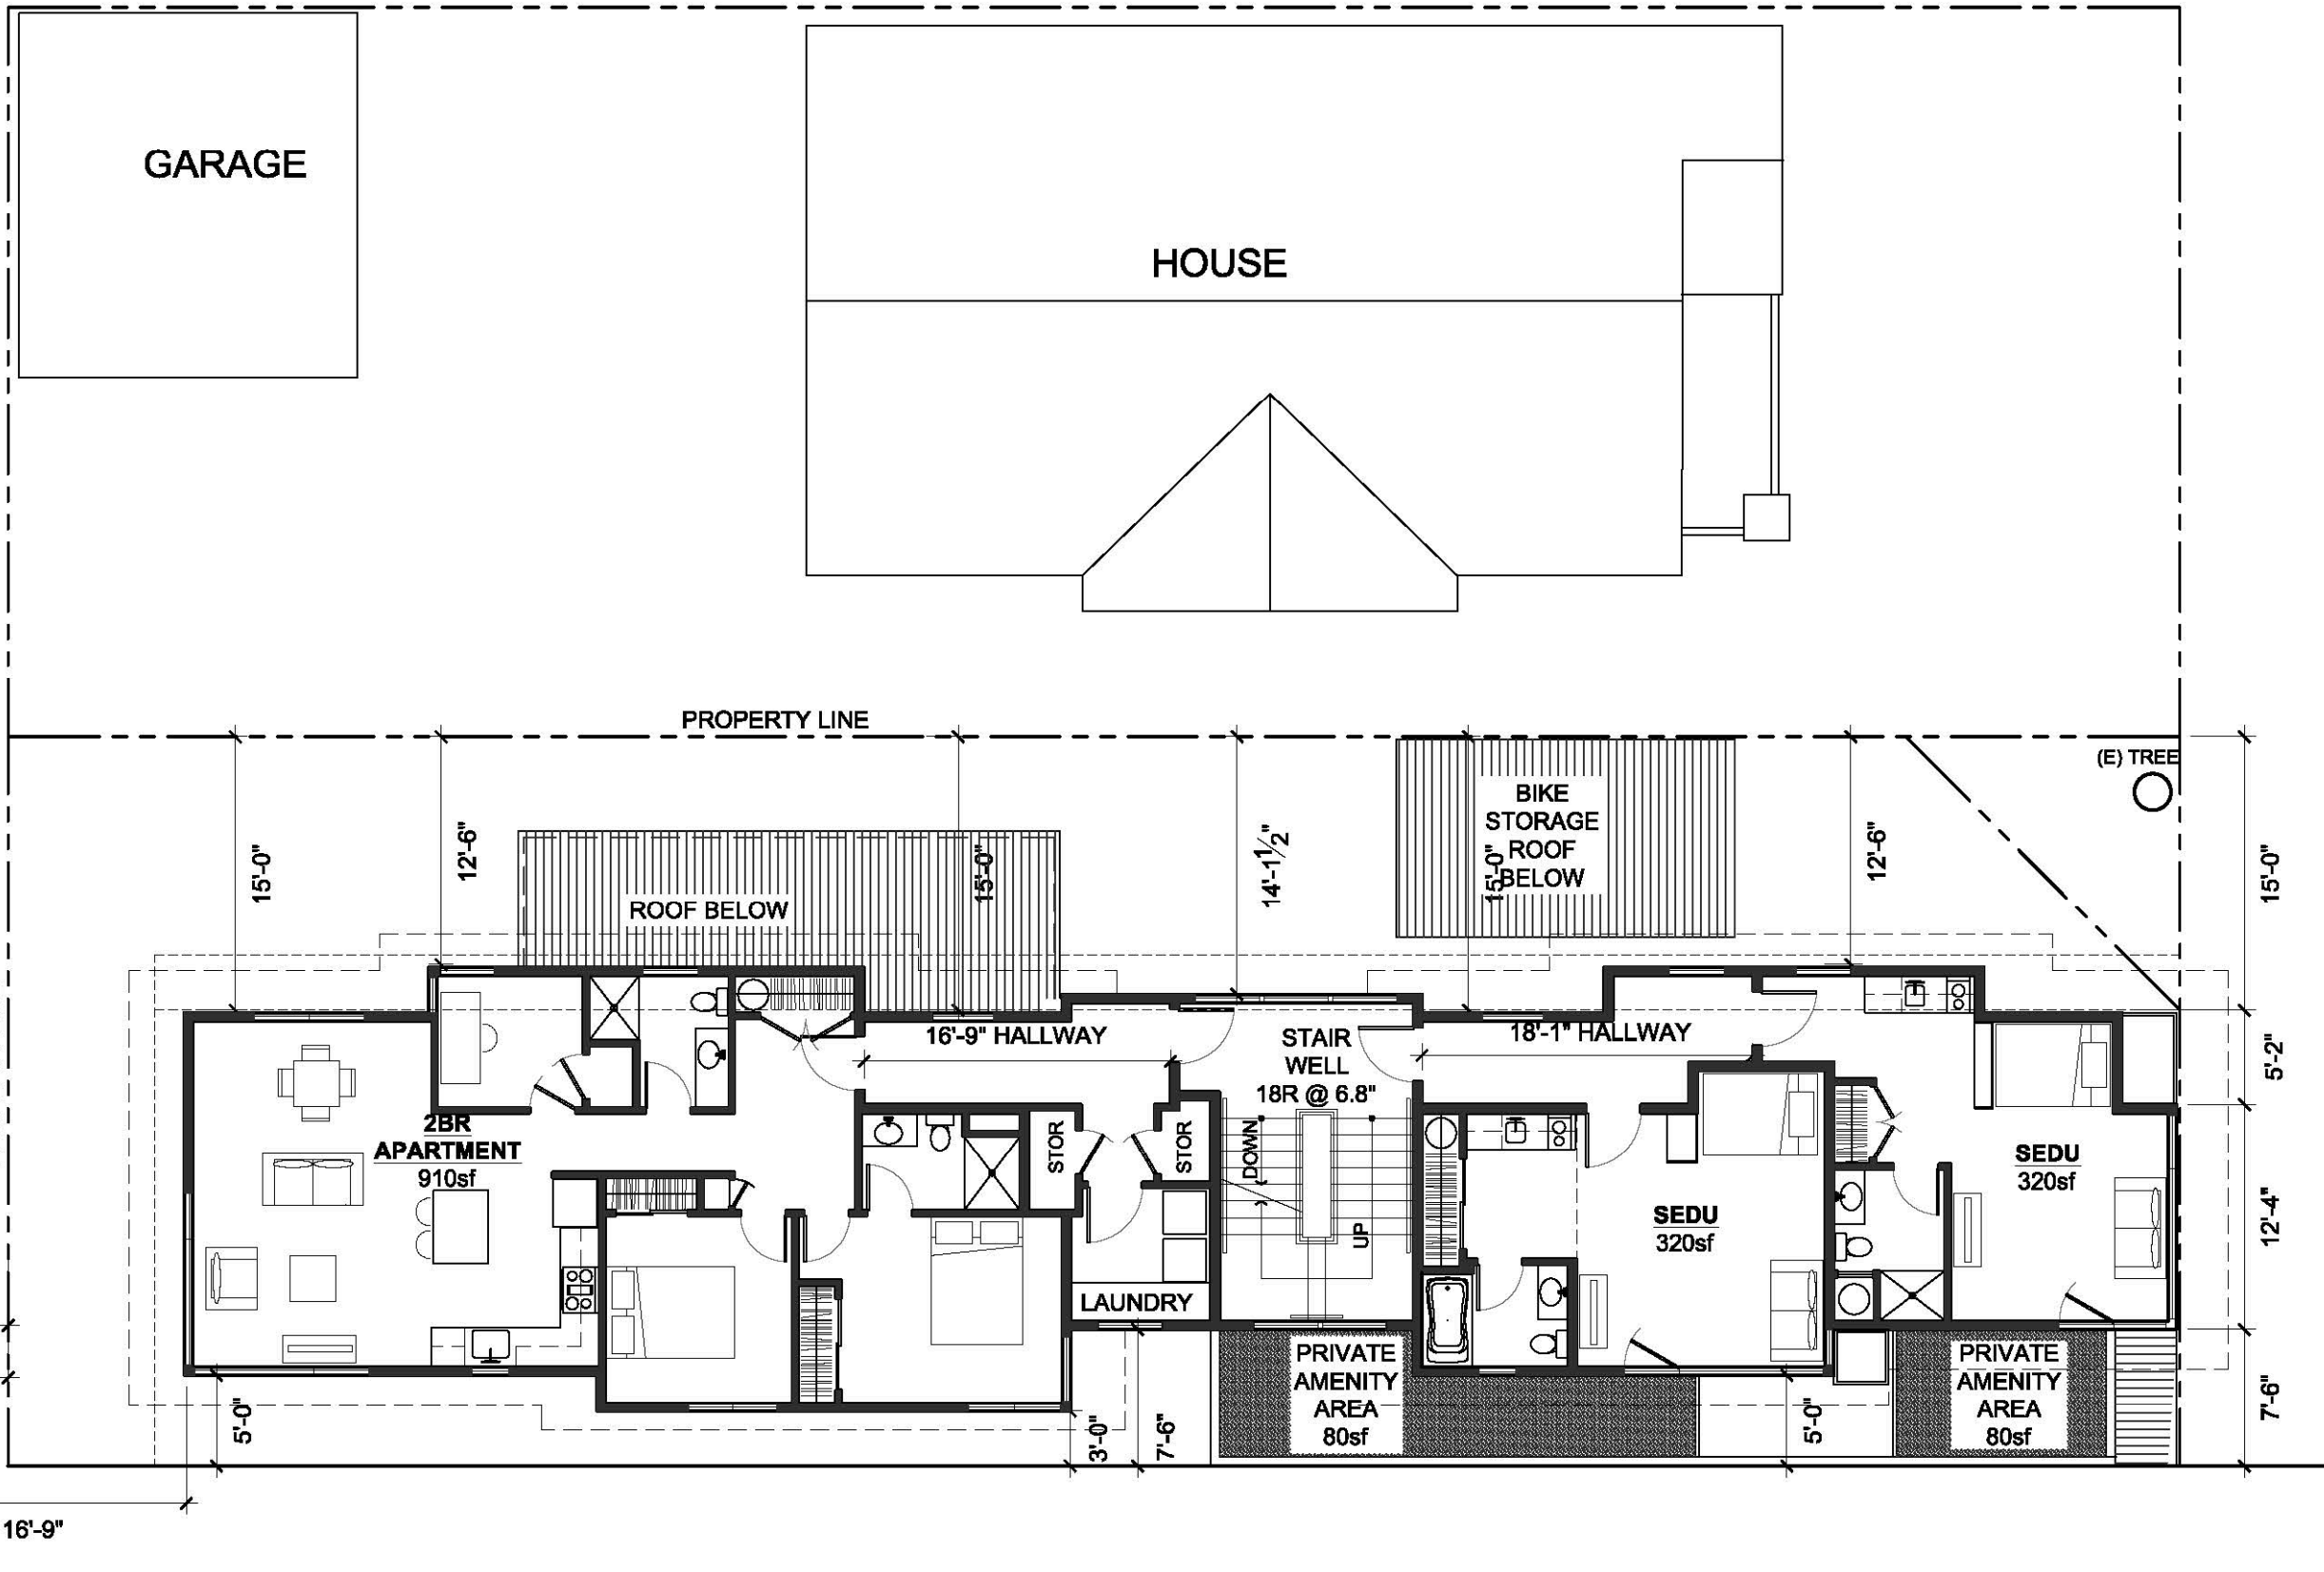 GARAGE
HOUSE
PROPERTY LINE
(E) TREE
15'-0"
12'-6"
15'-0"
14'-1 1/2"
15'-0"
12'-6"
15'-0"
BIKE
STORAGE
ROOF
BELOW
ROOF BELOW
16'-9" HALLWAY
STAIR
WELL
18R @ 6.8"
18'-1" HALLWAY
5'-2"
2BR
APARTMENT
910sf
STOR
STOR
DOWN
UP
SEDU
320sf
SEDU
320sf
12'-4"
LAUNDRY
PRIVATE
AMENITY
AREA
80sf
PRIVATE
AMENITY
AREA
80sf
5'-0"
3'-0"
7'-6"
5'-0"
7'-6"
16'-9"